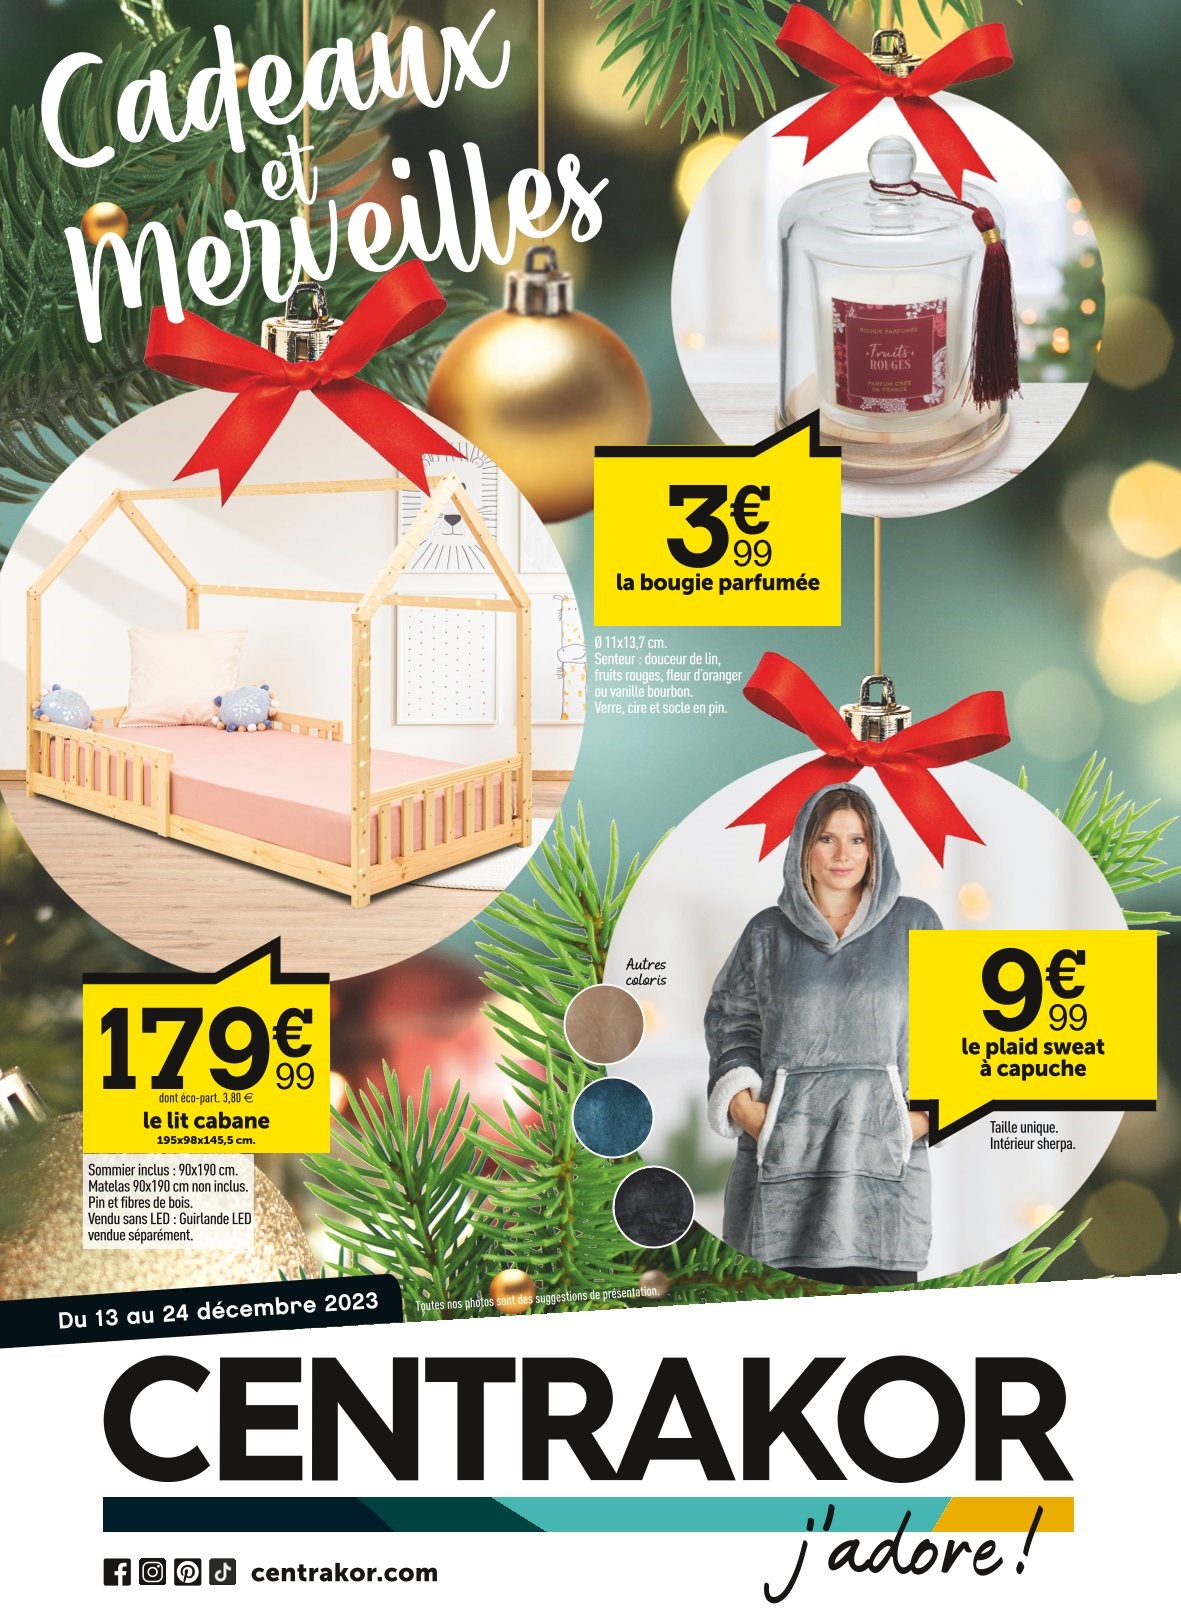 Cadeaux
et
Merveilles
BOUGIE PARFUMÉE
Fruits
ROUGES
PARFUM CRÉÉ
EN FRANCE
3€99
la bougie parfumée
Ø 11x13,7 cm.
Senteur : douceur de lin,
fruits rouges, fleur d'oranger
ou vanille bourbon.
Verre, cire et socle en pin.
179€99
dont éco-part. 3,80 €
le lit cabane
195x98x145,5 cm.
Sommier inclus : 90x190 cm.
Matelas 90x190 cm non inclus.
Pin et fibres de bois.
Vendu sans LED : Guirlande LED
vendue séparément.
Autres
coloris
9€99
le plaid sweat
à capuche
Taille unique.
Intérieur sherpa.
Du 13 au 24 décembre 2023
Toutes nos photos sont des suggestions de présentation.
CENTRAKOR
j'adore !
centrakor.com